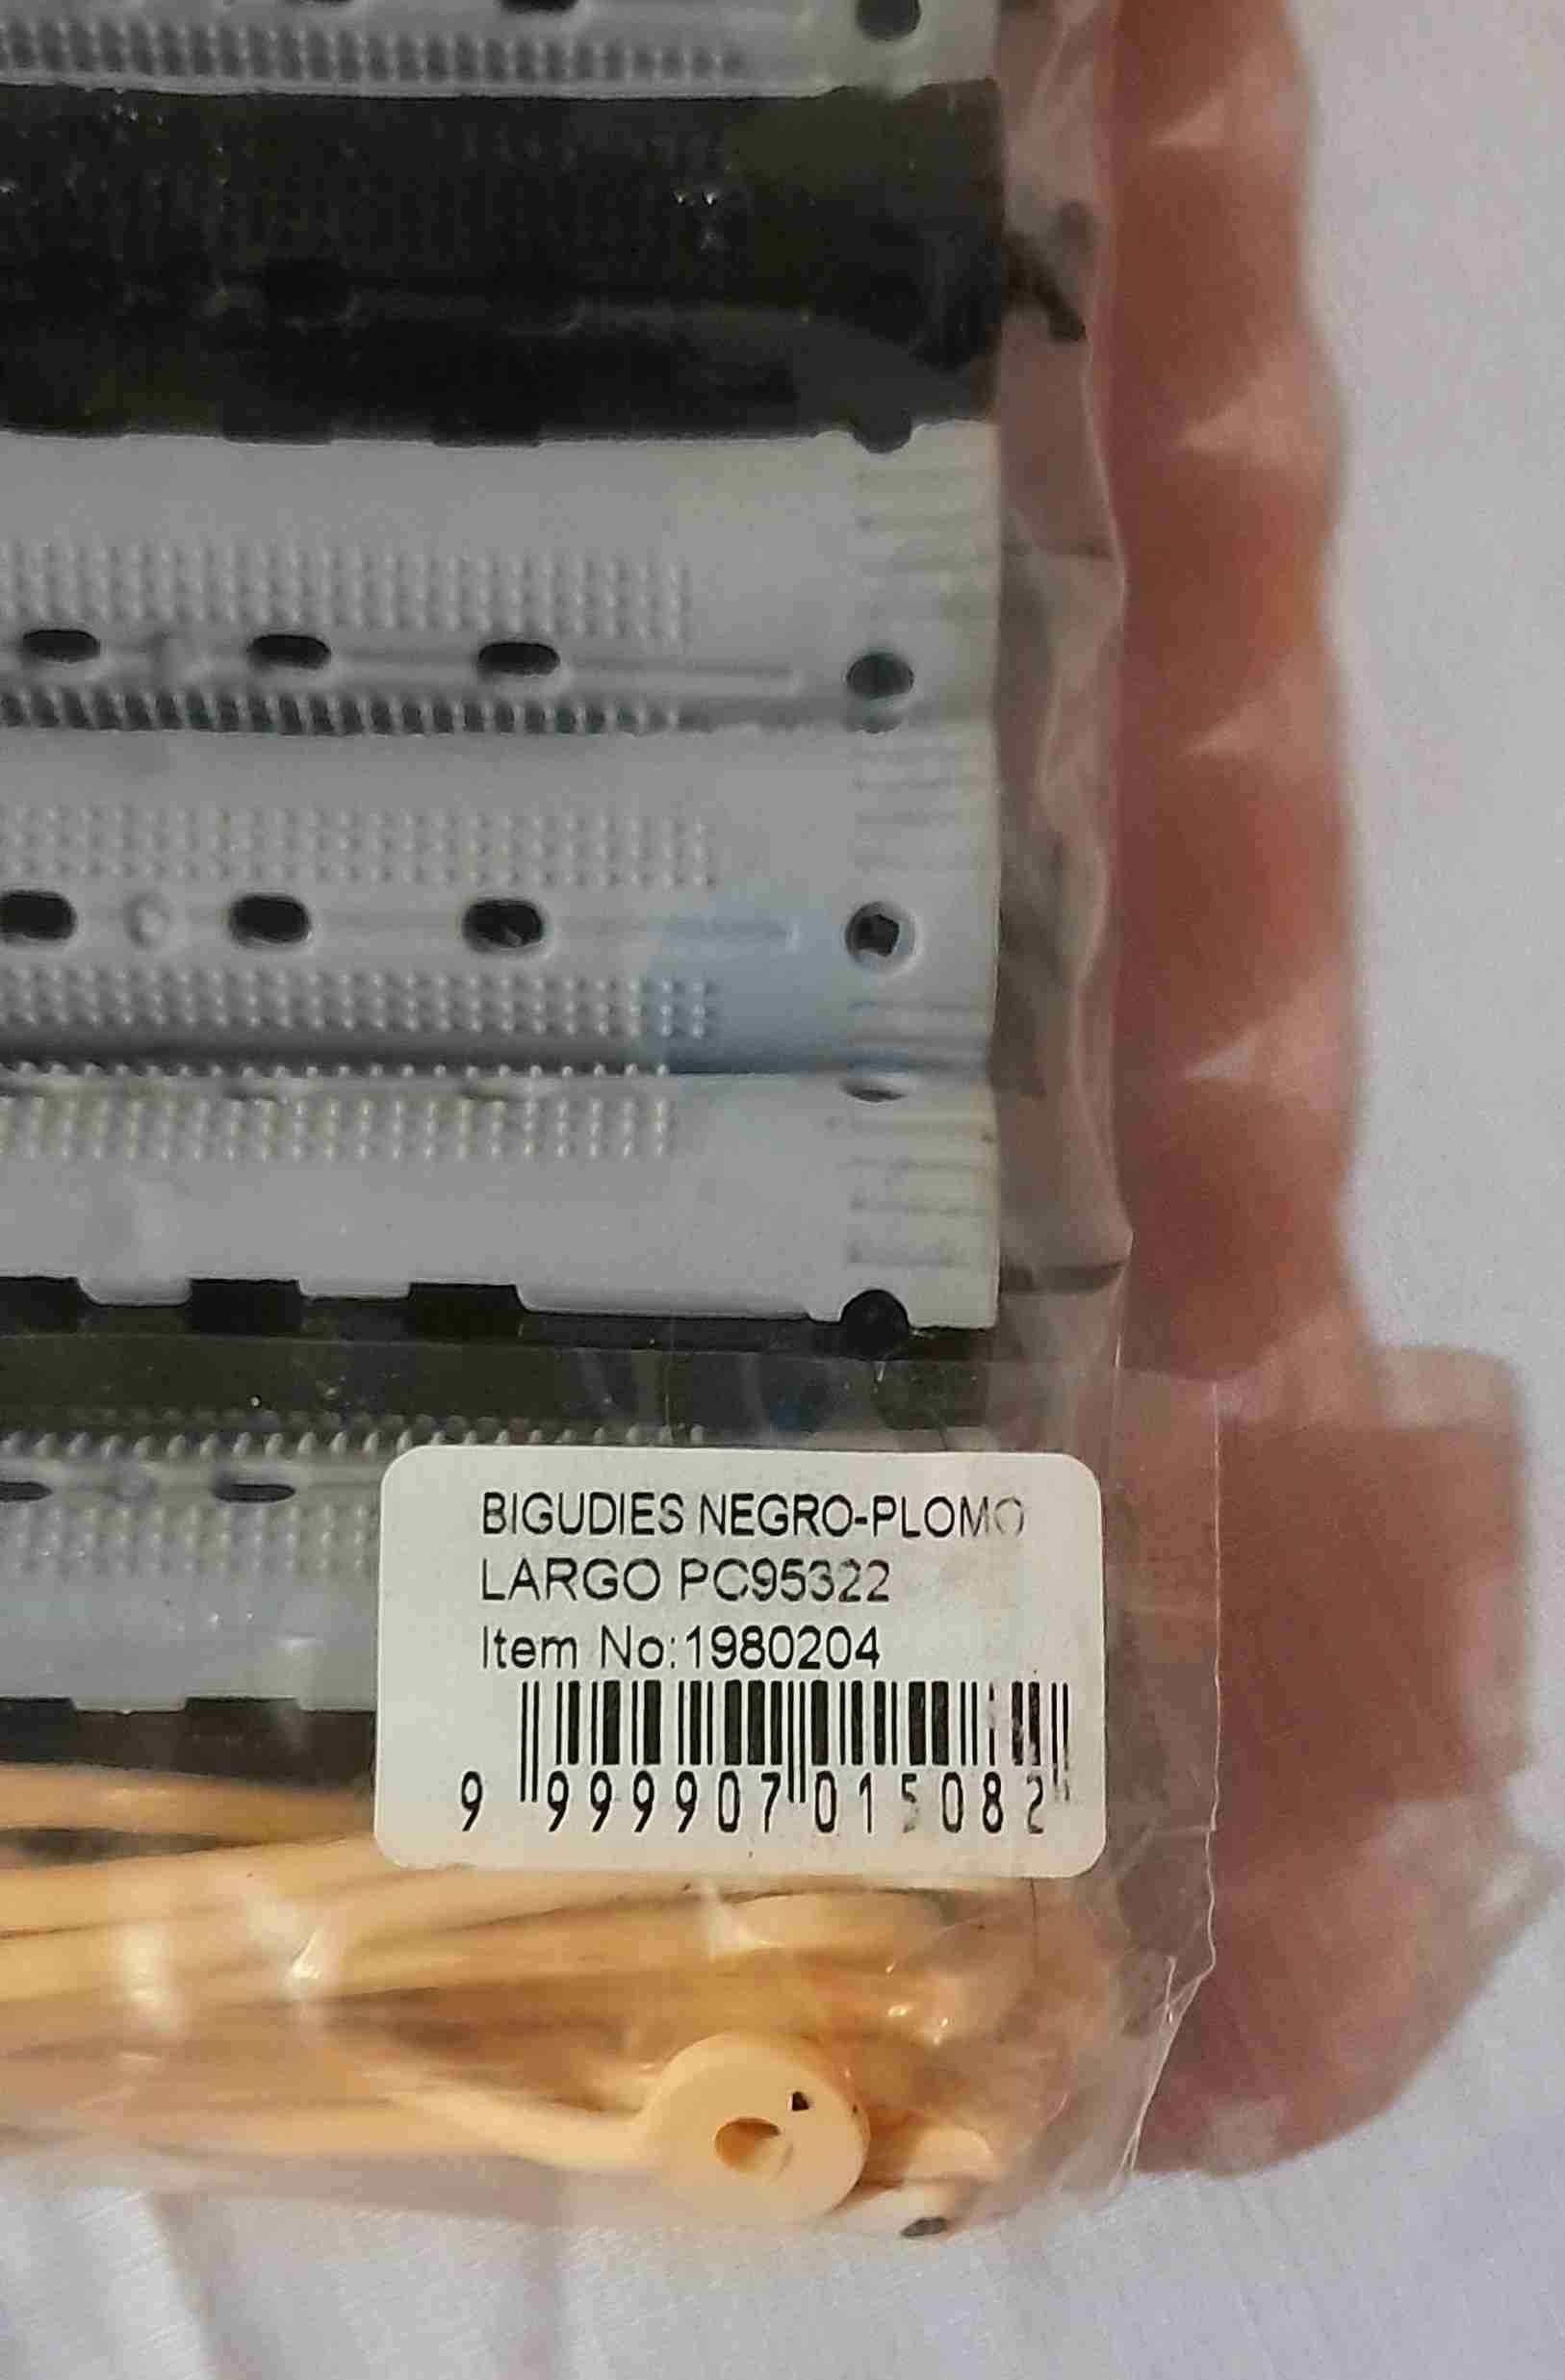 BIGUDIES NEGRO-PLOMO
LARGO PC95322
Item No:1980204
9 999907 015082